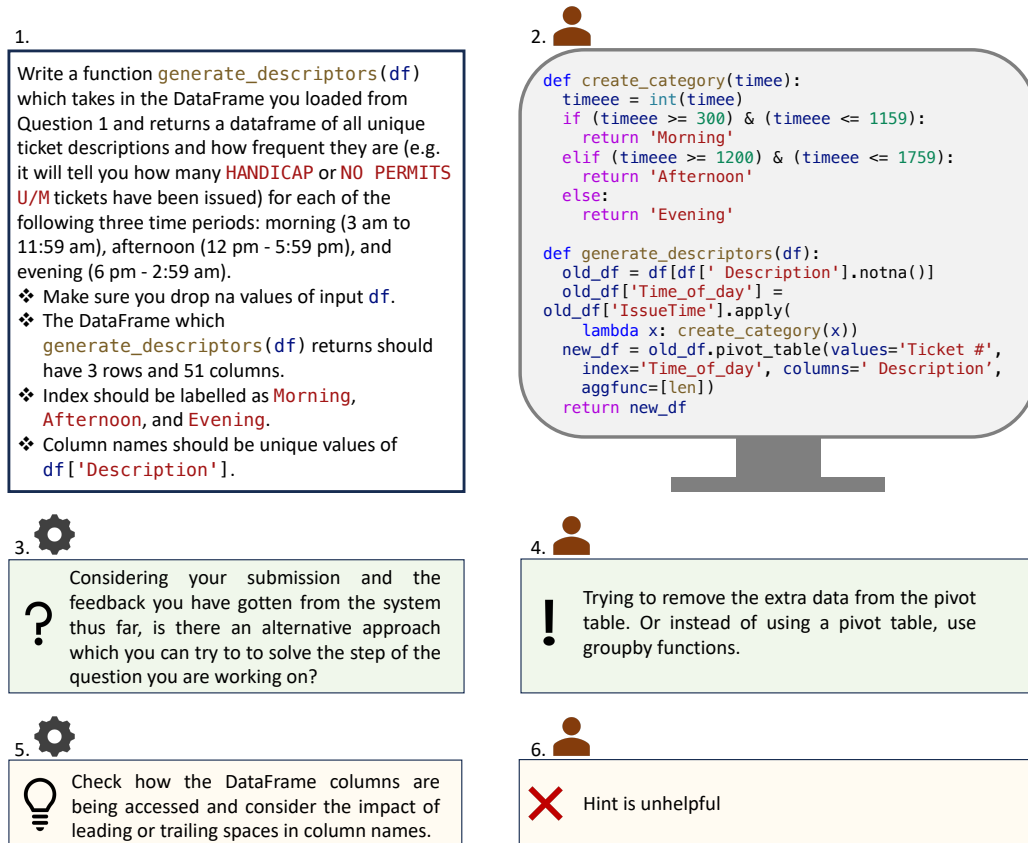 1.
Write a function generate_descriptors(df)
which takes in the DataFrame you loaded from
Question 1 and returns a dataframe of all unique
ticket descriptions and how frequent they are (e.g.
it will tell you how many HANDICAP or NO PERMITS
U/M tickets have been issued) for each of the
following three time periods: morning (3 am to
11:59 am), afternoon (12 pm - 5:59 pm), and
evening (6 pm - 2:59 am).
❖ Make sure you drop na values of input df.
❖ The DataFrame which
generate_descriptors(df) returns should
have 3 rows and 51 columns.
❖ Index should be labelled as Morning,
Afternoon, and Evening.
❖ Column names should be unique values of
df['Description'].
2.
def create_category(timee):
  timeee = int(timee)
  if (timeee >= 300) & (timeee <= 1159):
    return 'Morning'
  elif (timeee >= 1200) & (timeee <= 1759):
    return 'Afternoon'
  else:
    return 'Evening'
def generate_descriptors(df):
  old_df = df[df[' Description'].notna()]
  old_df['Time_of_day'] =
old_df['IssueTime'].apply(
    lambda x: create_category(x))
  new_df = old_df.pivot_table(values='Ticket #',
    index='Time_of_day', columns=' Description’,
    aggfunc=[len])
  return new_df
3.
?
Considering your submission and the
feedback you have gotten from the system
thus far, is there an alternative approach
which you can try to to solve the step of the
question you are working on?
4.
!
Trying to remove the extra data from the pivot
table. Or instead of using a pivot table, use
groupby functions.
5.
Check how the DataFrame columns are
being accessed and consider the impact of
leading or trailing spaces in column names.
6.
Hint is unhelpful